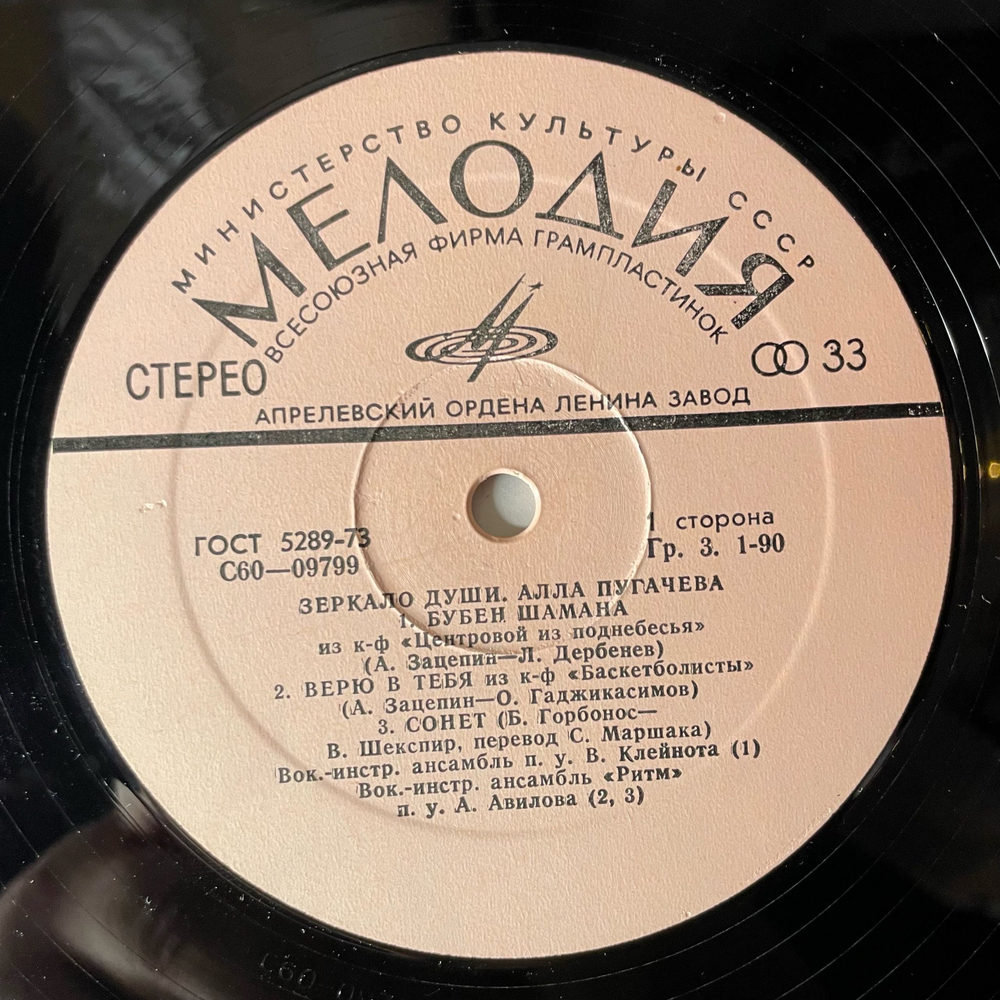 МИНИСТЕРСТВО КУЛЬТУРЫ СССР
МЕЛОДИЯ
ВСЕСОЮЗНАЯ ФИРМА ГРАМПЛАСТИНОК
СТЕРЕО
33
АПРЕЛЕВСКИЙ ОРДЕНА ЛЕНИНА ЗАВОД
ГОСТ 5289-73
С60—09799
1 сторона
Гр. 3. 1-90
ЗЕРКАЛО ДУШИ. АЛЛА ПУГАЧЕВА
1. БУБЕН ШАМАНА
из к-ф «Центровой из поднебесья»
(А. Зацепин—Л. Дербенев)
2. ВЕРЮ В ТЕБЯ из к-ф «Баскетболисты»
(А. Зацепин—О. Гаджикасимов)
3. СОНЕТ (Б. Горбонос—
В. Шекспир, перевод С. Маршака)
Вок.-инстр. ансамбль п. у. В. Клейнота (1)
Вок.-инстр. ансамбль «Ритм»
п. у. А. Авилова (2, 3)